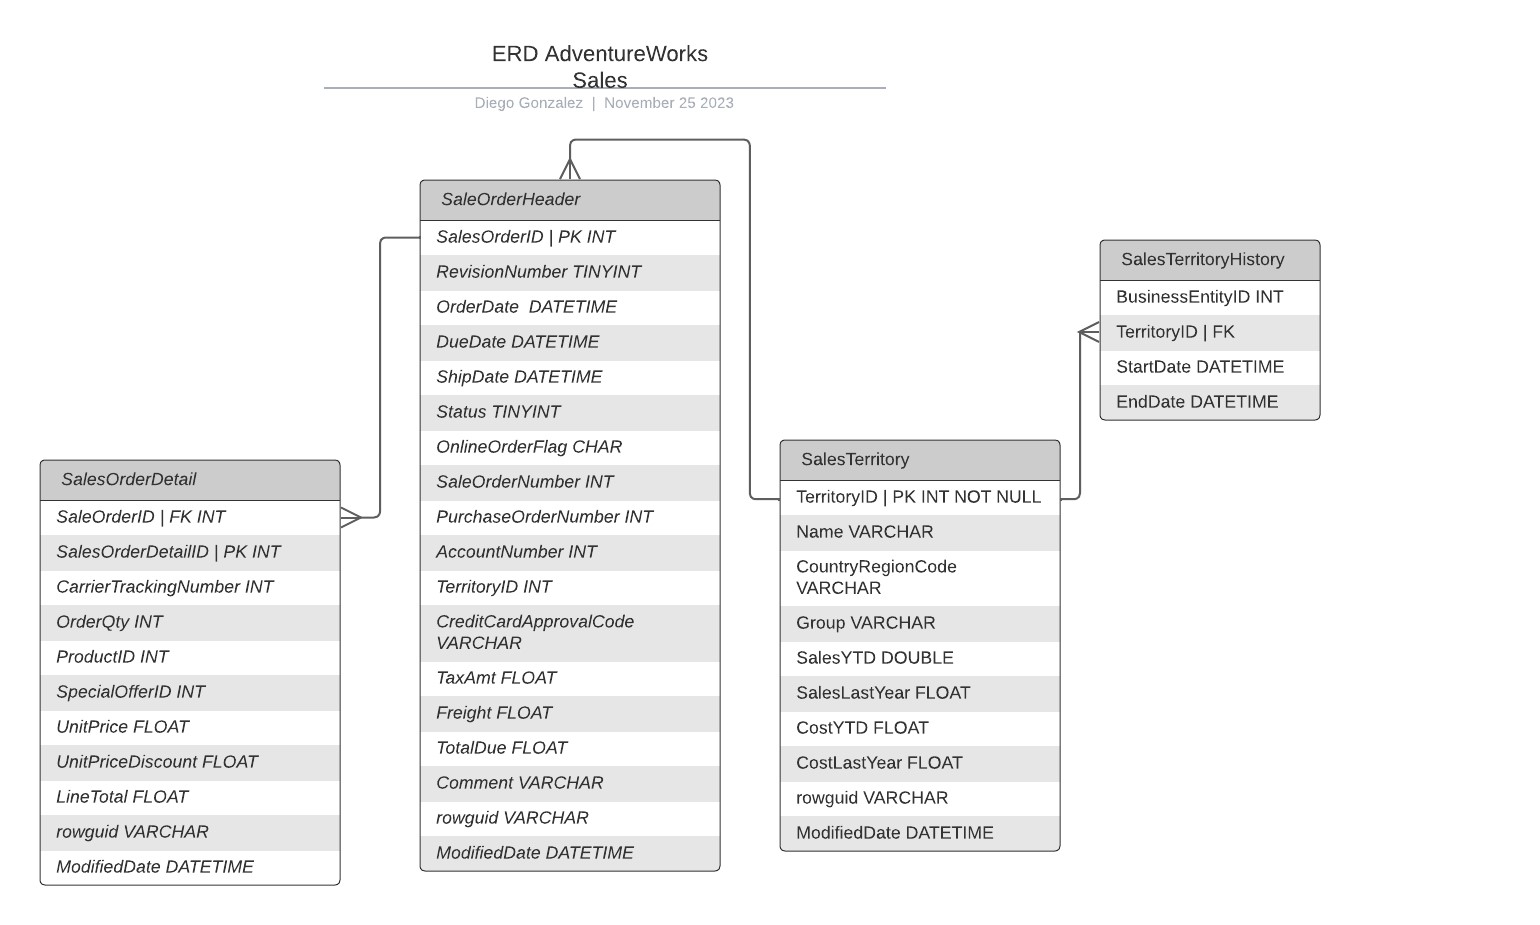 ERD AdventureWorks
Sales
Diego Gonzalez | November 25 2023
SaleOrderHeader
SalesOrderID | PK INT
RevisionNumber TINYINT
OrderDate  DATETIME
DueDate DATETIME
ShipDate DATETIME
Status TINYINT
OnlineOrderFlag CHAR
SaleOrderNumber INT
PurchaseOrderNumber INT
AccountNumber INT
TerritoryID INT
CreditCardApprovalCode
VARCHAR
TaxAmt FLOAT
Freight FLOAT
TotalDue FLOAT
Comment VARCHAR
rowguid VARCHAR
ModifiedDate DATETIME
SalesTerritoryHistory
BusinessEntityID INT
TerritoryID | FK
StartDate DATETIME
EndDate DATETIME
SalesTerritory
TerritoryID | PK INT NOT NULL
Name VARCHAR
CountryRegionCode
VARCHAR
Group VARCHAR
SalesYTD DOUBLE
SalesLastYear FLOAT
CostYTD FLOAT
CostLastYear FLOAT
rowguid VARCHAR
ModifiedDate DATETIME
SalesOrderDetail
SaleOrderID | FK INT
SalesOrderDetailID | PK INT
CarrierTrackingNumber INT
OrderQty INT
ProductID INT
SpecialOfferID INT
UnitPrice FLOAT
UnitPriceDiscount FLOAT
LineTotal FLOAT
rowguid VARCHAR
ModifiedDate DATETIME